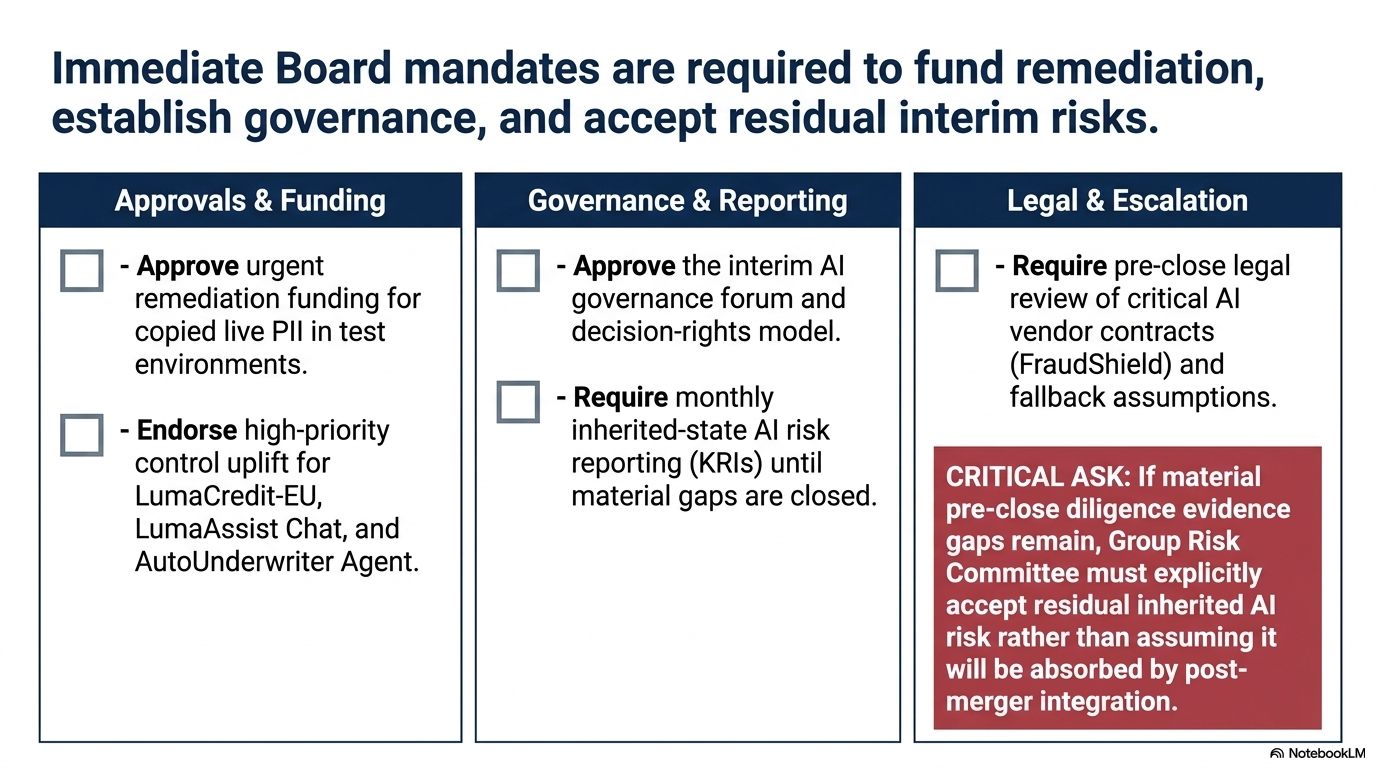 Immediate Board mandates are required to fund remediation,
establish governance, and accept residual interim risks.
Approvals & Funding
- Approve urgent
remediation funding for
copied live PII in test
environments.
- Endorse high-priority
control uplift for
LumaCredit-EU,
LumaAssist Chat, and
AutoUnderwriter Agent.
Governance & Reporting
- Approve the interim AI
governance forum and
decision-rights model.
- Require monthly
inherited-state AI risk
reporting (KRIs) until
material gaps are closed.
Legal & Escalation
- Require pre-close legal
review of critical AI
vendor contracts
(FraudShield) and
fallback assumptions.
CRITICAL ASK: If material
pre-close diligence evidence
gaps remain, Group Risk
Committee must explicitly
accept residual inherited AI
risk rather than assuming it
will be absorbed by post-
merger integration.
NotebookLM